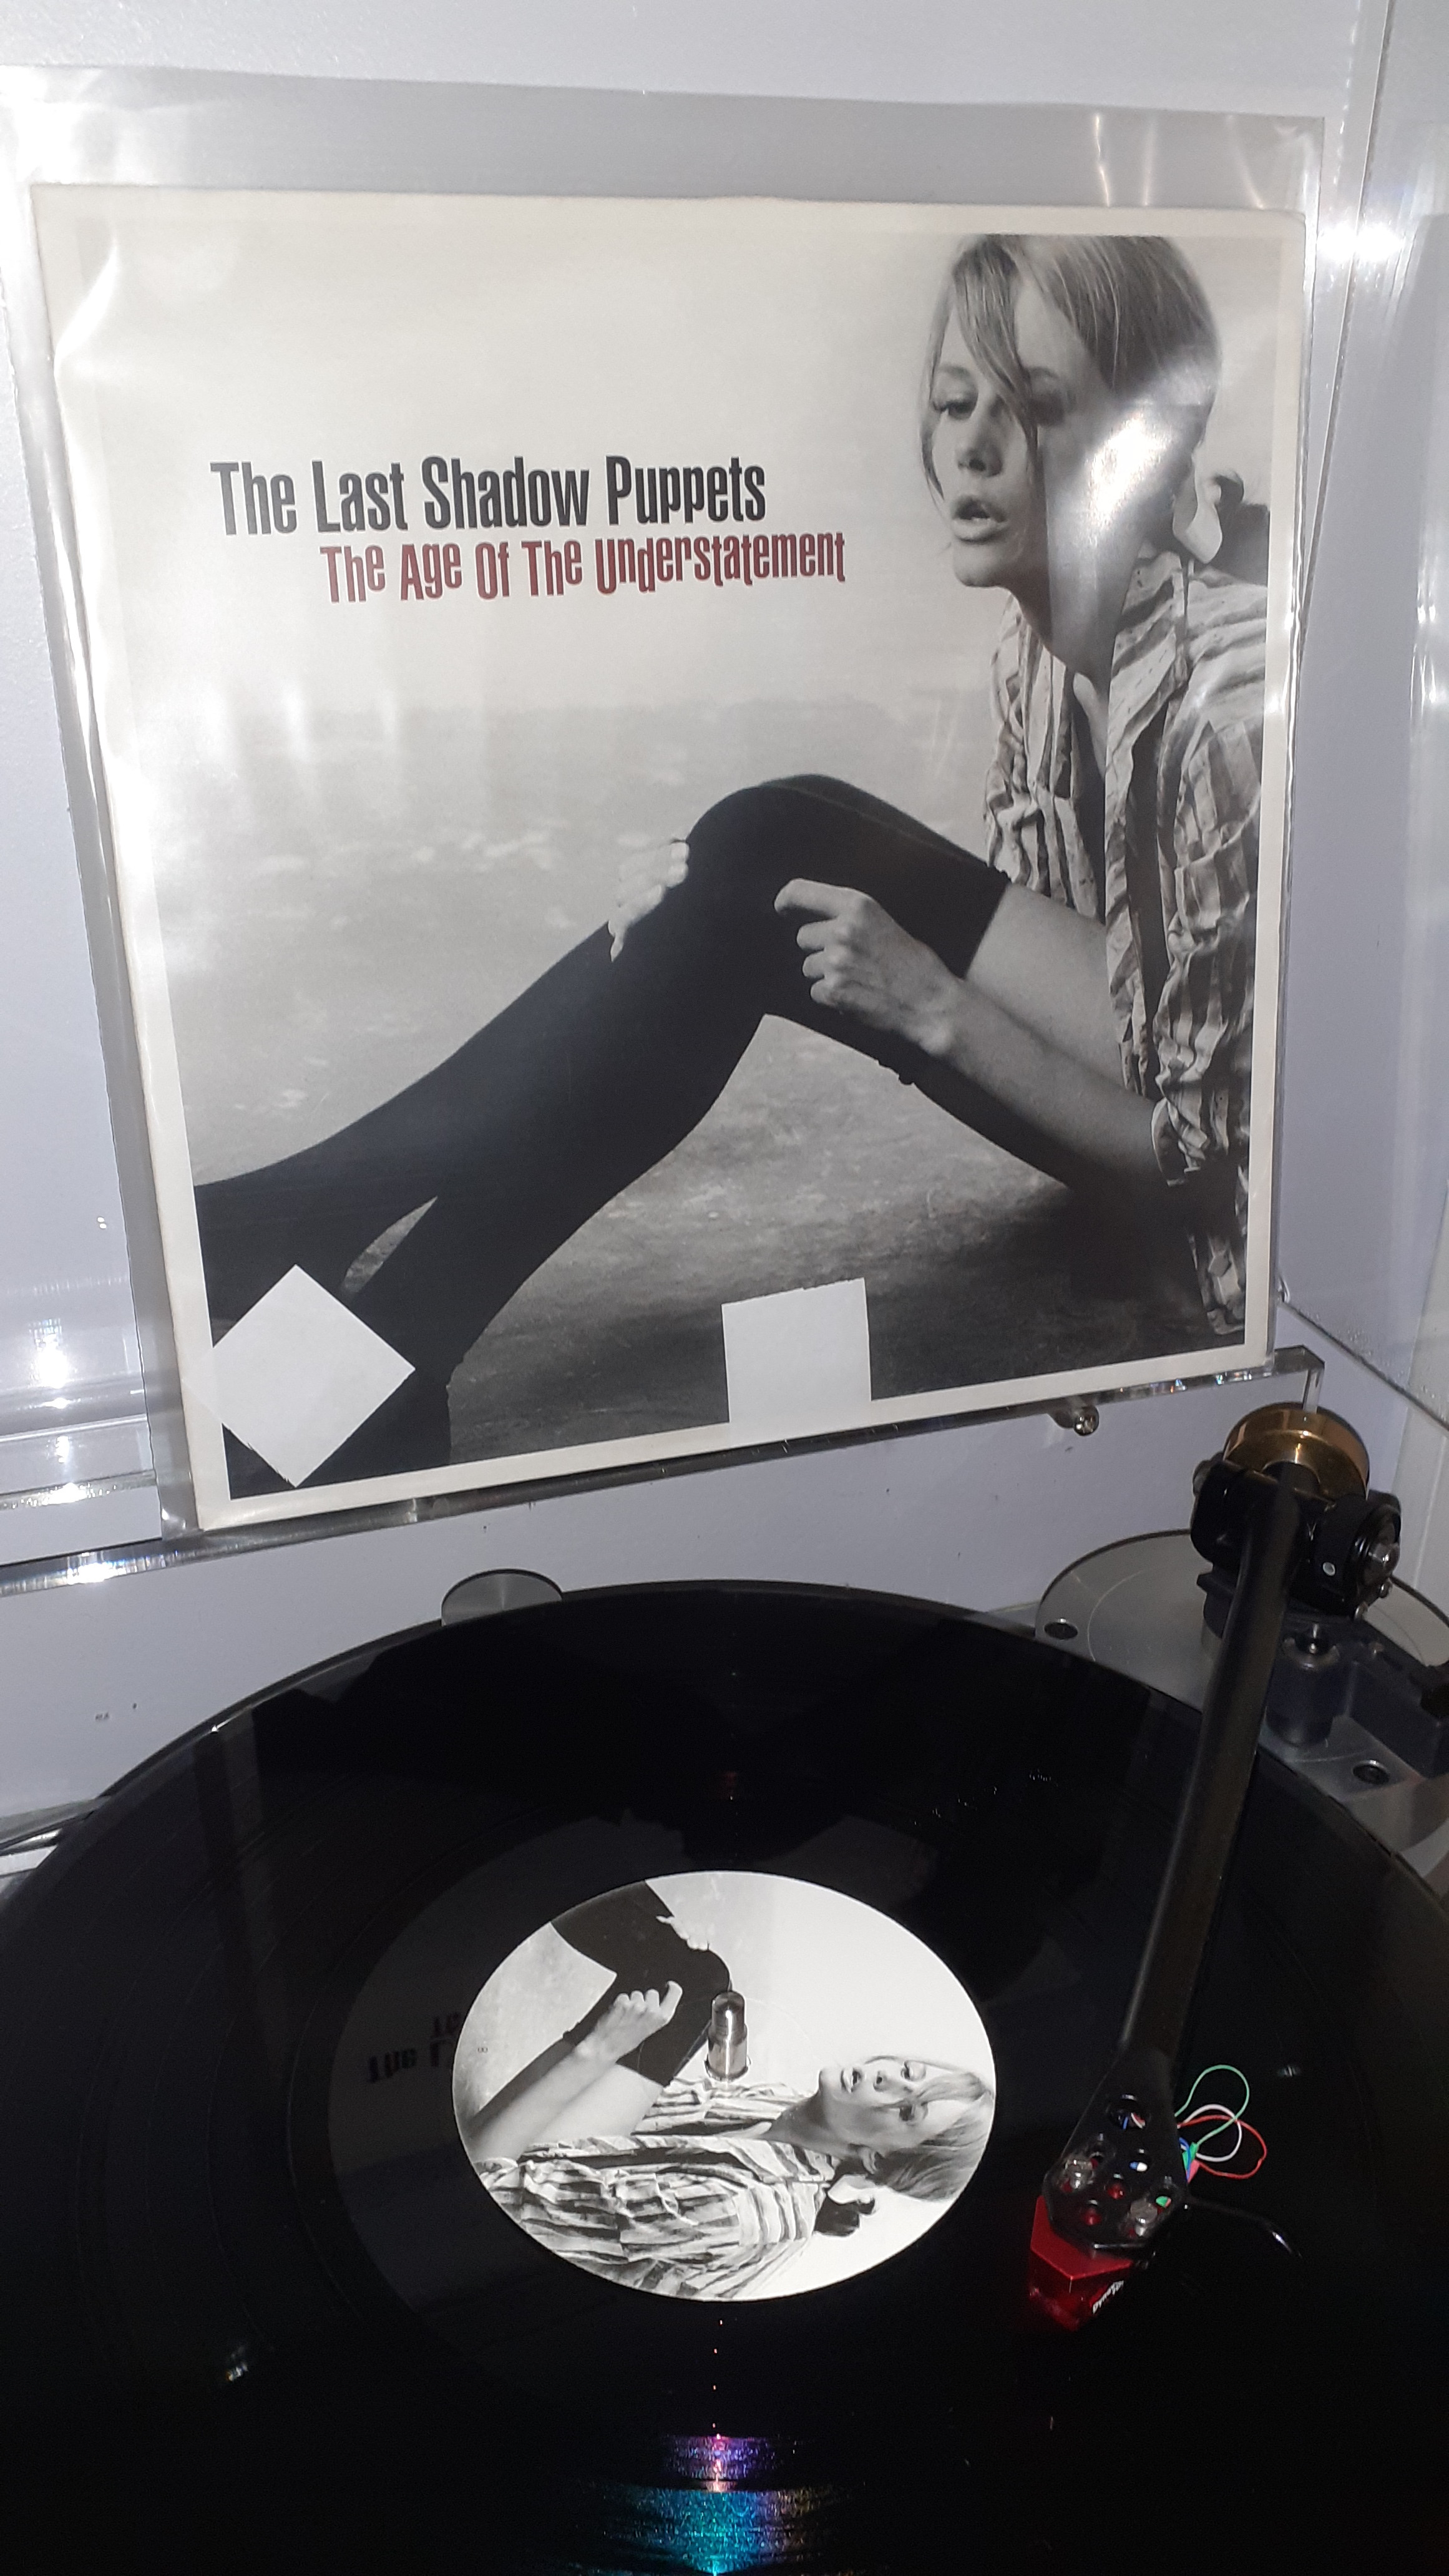 The Last Shadow Puppets
The Age Of The Understatement